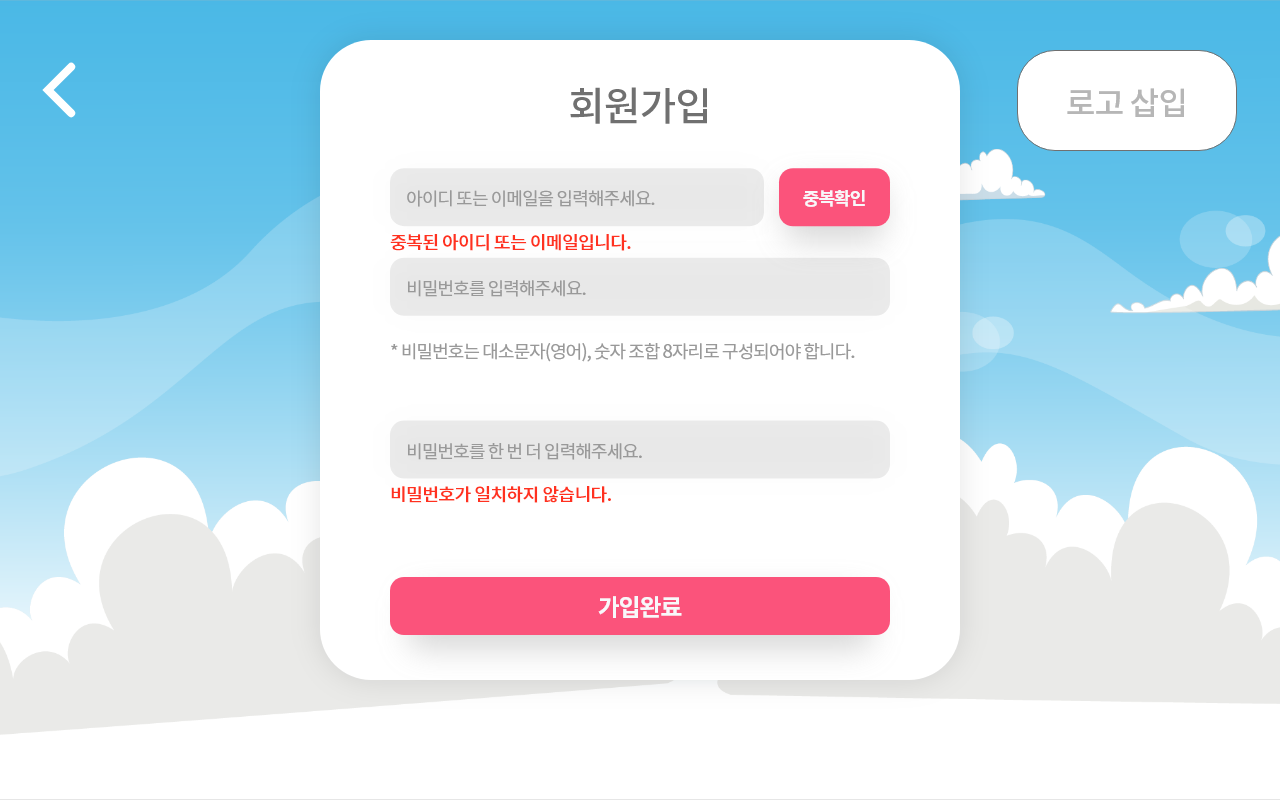 회원가입
로고 삽입
아이디 또는 이메일을 입력해주세요.
중복확인
중복된 아이디 또는 이메일입니다.
비밀번호를 입력해주세요.
* 비밀번호는 대소문자(영어), 숫자 조합 8자리로 구성되어야 합니다.
비밀번호를 한 번 더 입력해주세요.
비밀번호가 일치하지 않습니다.
가입완료